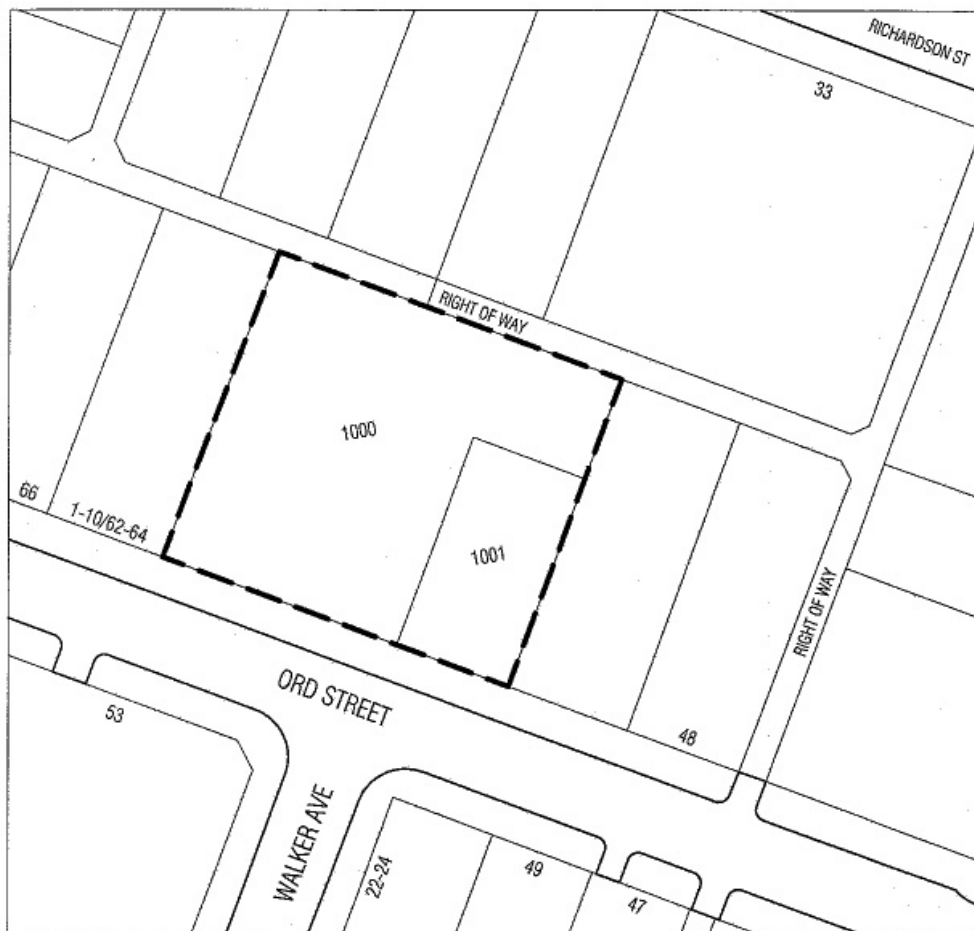 RICHARDSON ST
33
RIGHT OF WAY
1000
66
1-10/62-64
1001
RIGHT OF WAY
ORD STREET
53
48
WALKER AVE
22-24
49
47